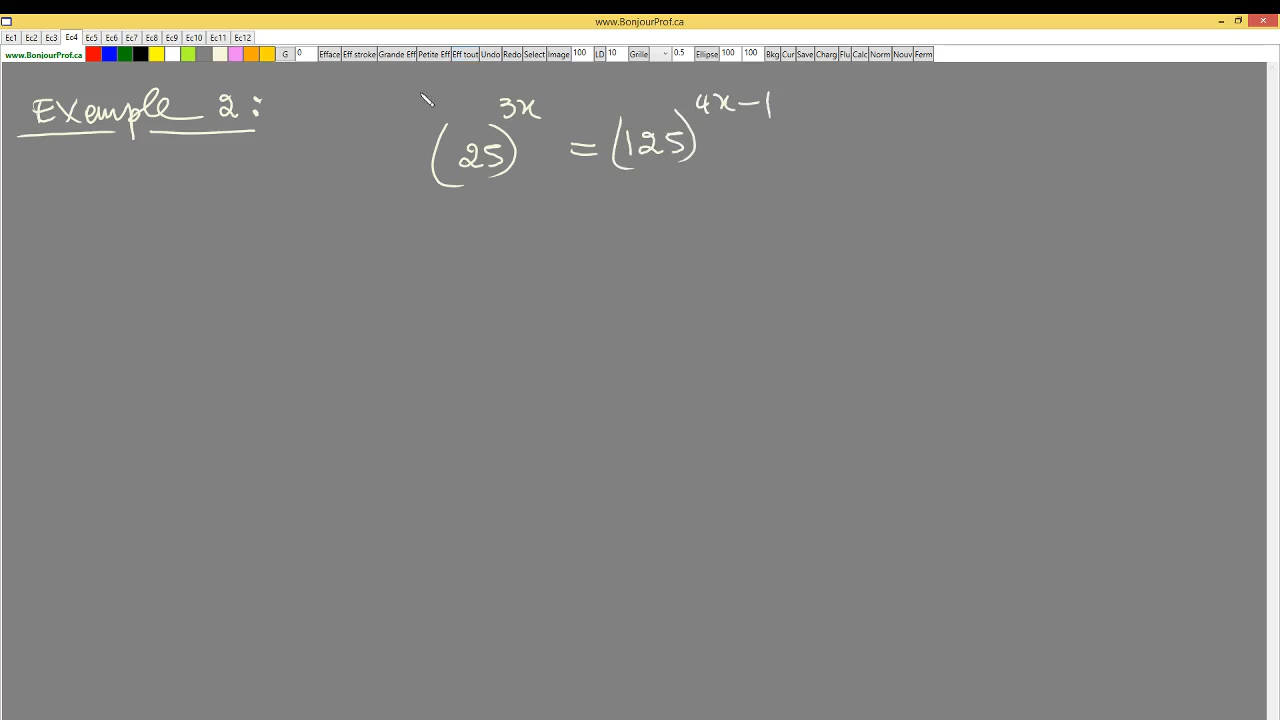 www.BonjourProf.ca
Ec1 Ec2 Ec3 Ec4 Ec5 Ec6 Ec7 Ec8 Ec9 Ec10 Ec11 Ec12
www.BonjourProf.ca G 0 Efface Eff stroke Grande Eff Petite Eff Eff tout Undo Redo Select Image 100 LD 10 Grille 0.5 Ellipse 100 100 Bkg Cur Save Charg Flu Calc Norm Nouv Ferm
Example 2: (25)^{3x} = (125)^{4x-1}